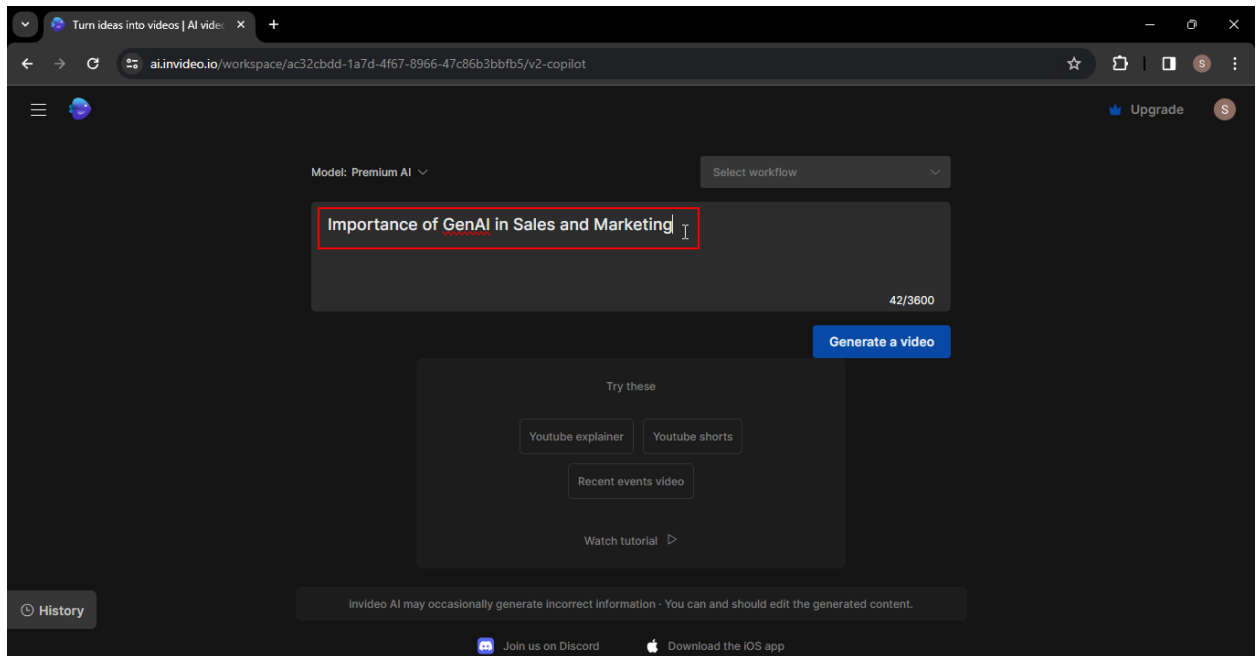 Turn ideas into videos | AI video
ai.invideo.io/workspace/ac32cbdd-1a7d-4f67-8966-47c86b3bbfb5/v2-copilot
S
Upgrade
S
Model: Premium AI
Select workflow
Importance of GenAI in Sales and Marketing
42/3600
Generate a video
Try these
Youtube explainer
Youtube shorts
Recent events video
Watch tutorial
History
invideo AI may occasionally generate incorrect information · You can and should edit the generated content.
Join us on Discord
Download the iOS app